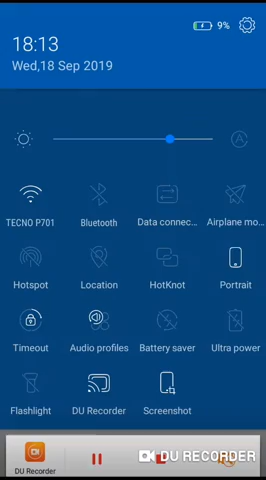 9%
18:13
Wed,18 Sep 2019
A
TECNO P701
Bluetooth
Data connec...
Airplane mo...
Hotspot
Location
HotKnot
Portrait
Timeout
Audio profiles
Battery saver
Ultra power
Flashlight
DU Recorder
Screenshot
DU RECORDER
DU Recorder